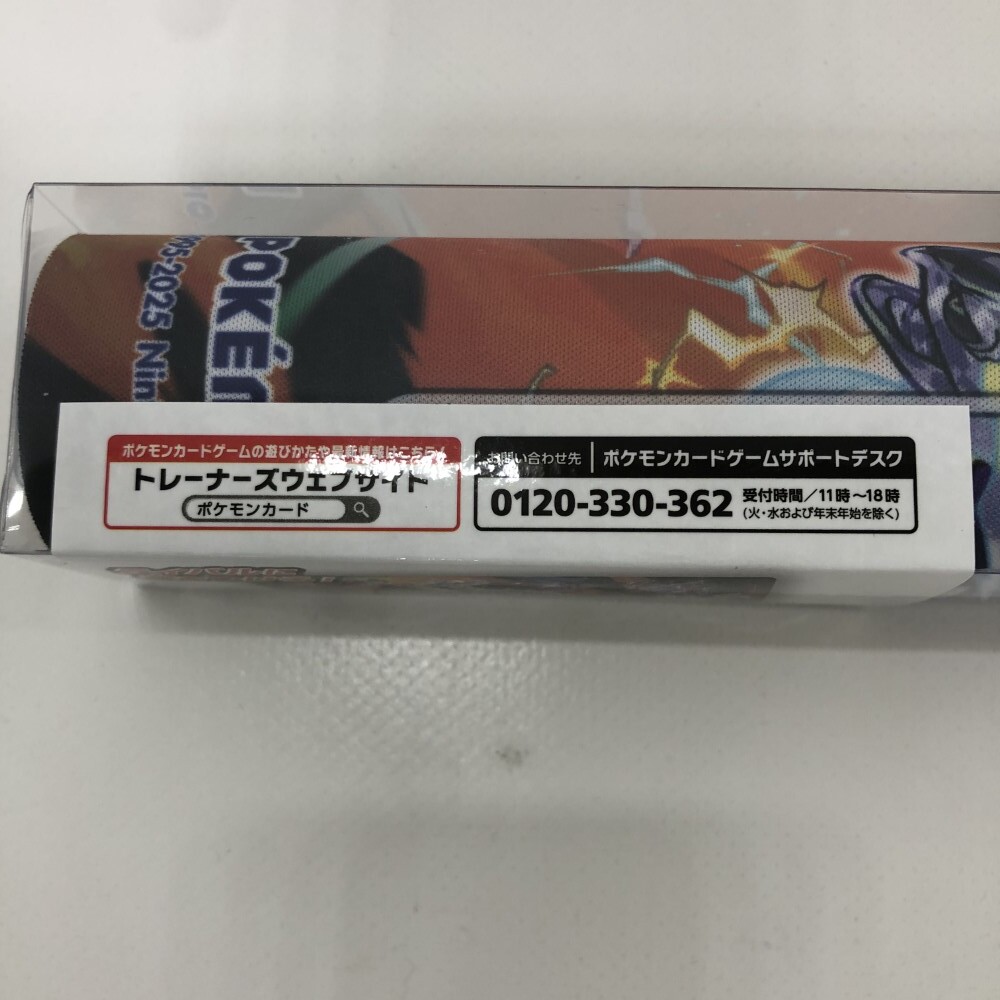 POKÉ
995-2025 Nin
ポケモンカードゲームの遊びかたや最新情報はこちら！
トレーナーズウェブサイト
ポケモンカード
お問い合わせ先
ポケモンカードゲームサポートデスク
0120-330-362
受付時間／11時～18時
(火・水および年末年始を除く)